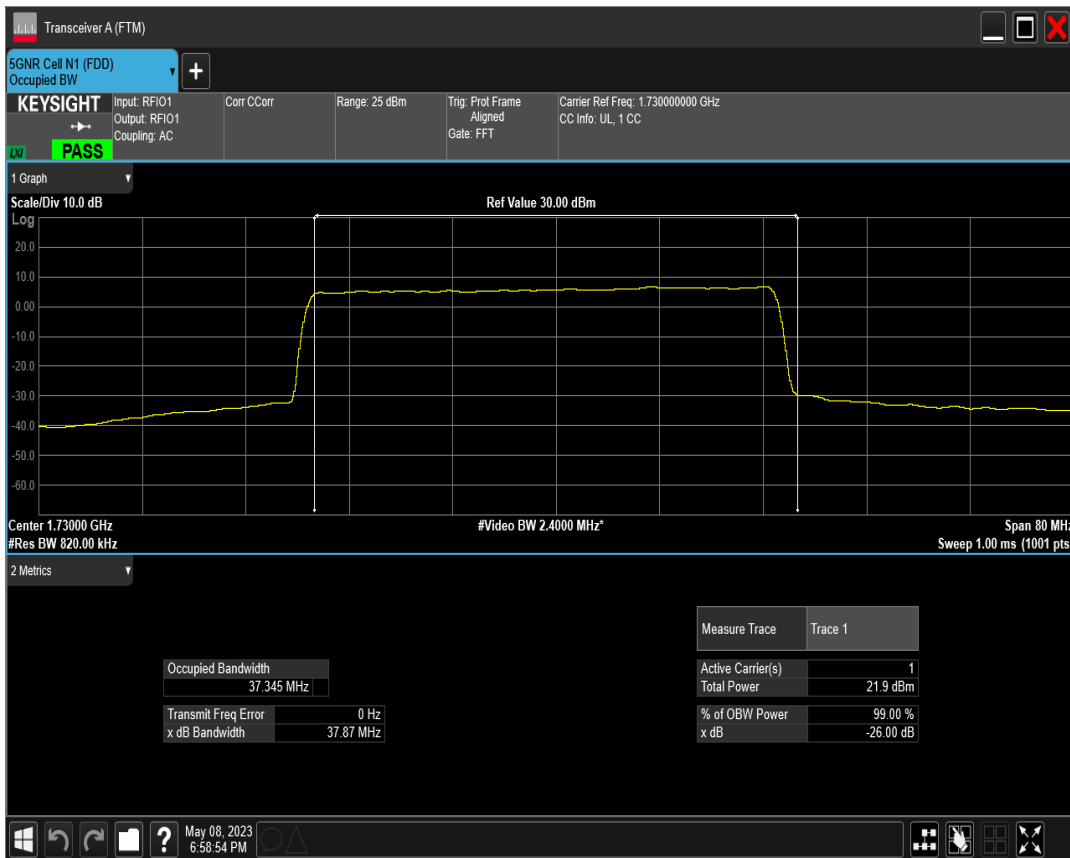 Transceiver A (FTM)
5GNR Cell N1 (FDD)
Occupied BW
+
KEYSIGHT
LXI
PASS
Input: RFIO1
Output: RFIO1
Coupling: AC
Corr CCorr
Range: 25 dBm
Trig: Prot Frame
Aligned
Gate: FFT
Carrier Ref Freq: 1.730000000 GHz
CC Info: UL, 1 CC
1 Graph
Scale/Div 10.0 dB
Ref Value 30.00 dBm
Log
20.0
10.0
0.00
-10.0
-20.0
-30.0
-40.0
-50.0
-60.0
Center 1.73000 GHz
#Video BW 2.4000 MHz*
Span 80 MHz
#Res BW 820.00 kHz
Sweep 1.00 ms (1001 pts
2 Metrics
Measure Trace Trace 1
Occupied Bandwidth
37.345 MHz
Transmit Freq Error 0 Hz
x dB Bandwidth 37.87 MHz
Active Carrier(s) 1
Total Power 21.9 dBm
% of OBW Power 99.00 %
x dB -26.00 dB
?
May 08, 2023
6:58:54 PM